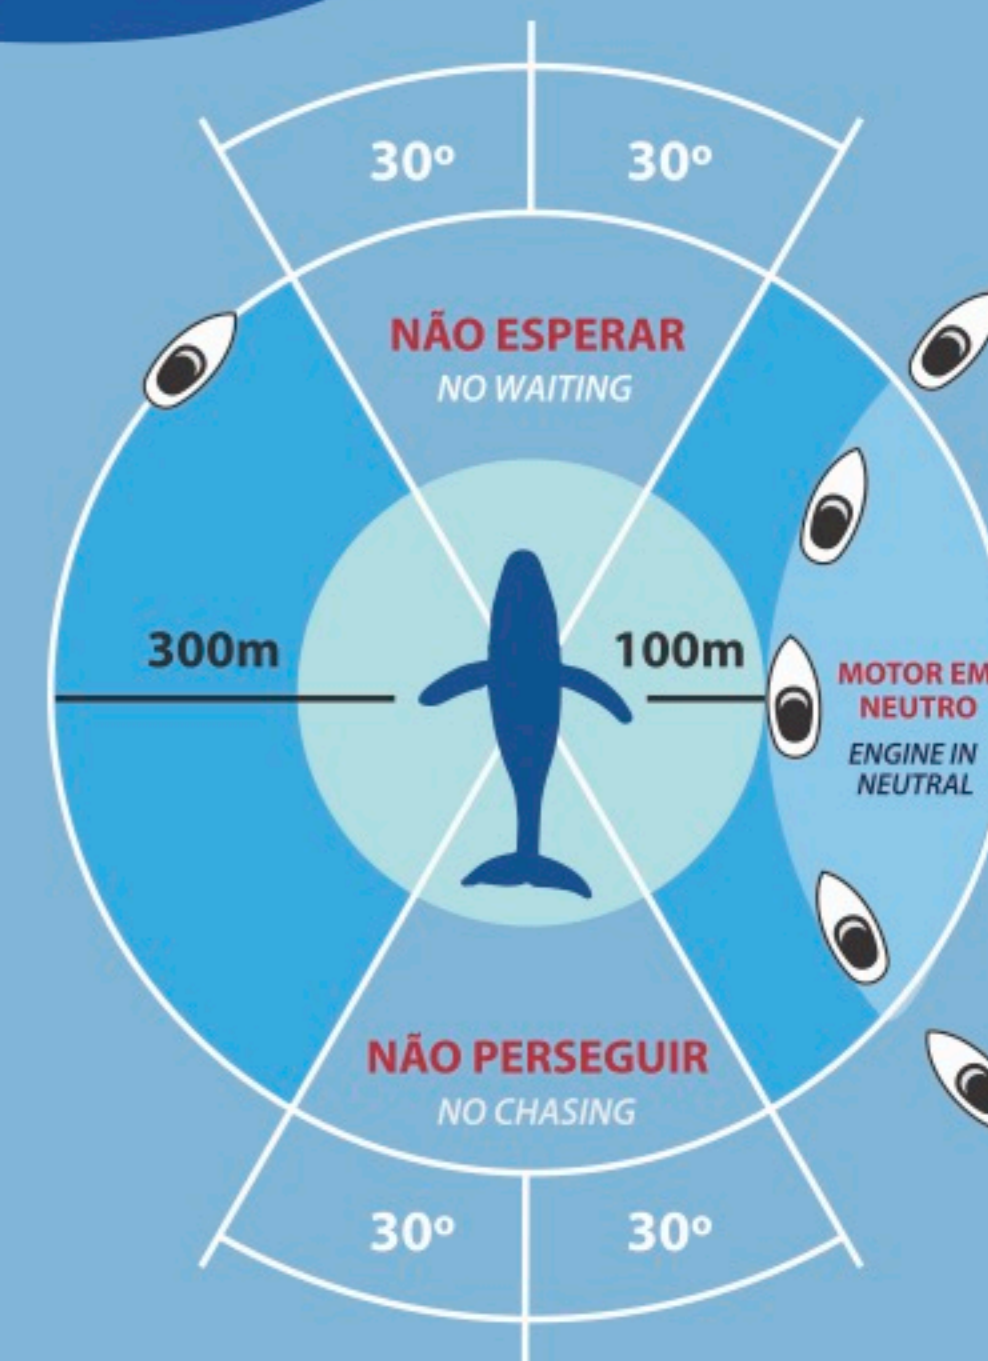 30º 30º
NÃO ESPERAR
NO WAITING
300m
100m
MOTOR EM
NEUTRO
ENGINE IN
NEUTRAL
NÃO PERSEGUIR
NO CHASING
30º 30º